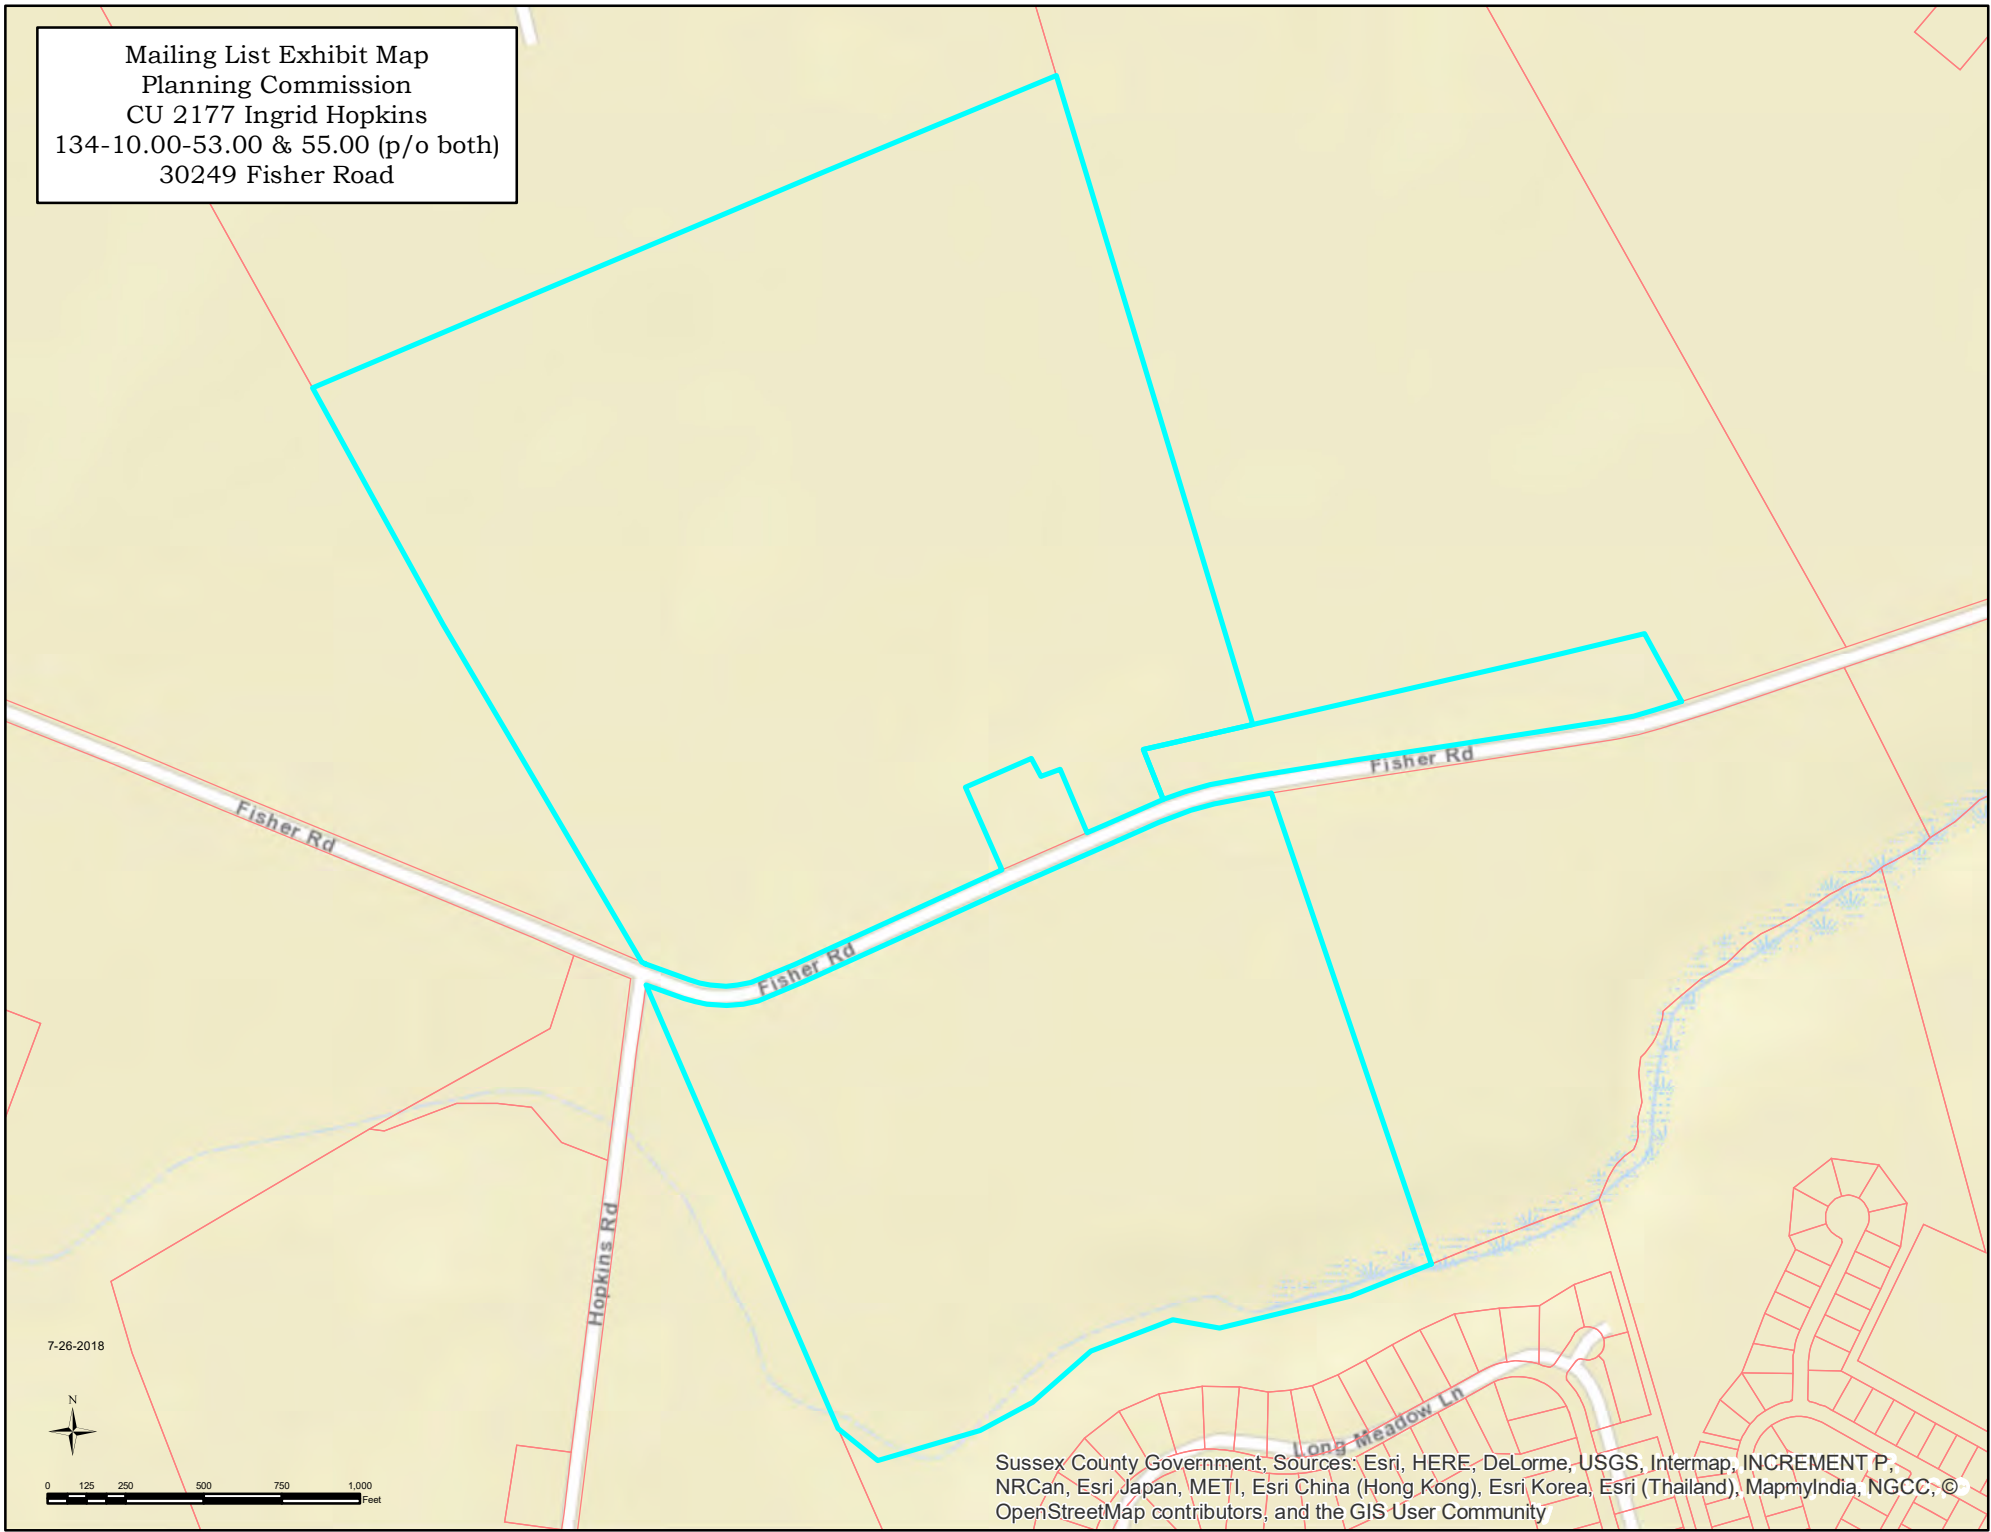 Mailing List Exhibit Map
Planning Commission
CU 2177 Ingrid Hopkins
134-10.00-53.00 & 55.00 (p/o both)
30249 Fisher Road
Fisher Rd
Fisher Rd
Fisher Rd
Hopkins Rd
Long Meadow Ln
7-26-2018
N
0 125 250 500 750 1,000
Feet
Sussex County Government, Sources: Esri, HERE, DeLorme, USGS, Intermap, INCREMENT P,
NRCan, Esri Japan, METI, Esri China (Hong Kong), Esri Korea, Esri (Thailand), MapmyIndia, NGCC, ©
OpenStreetMap contributors, and the GIS User Community